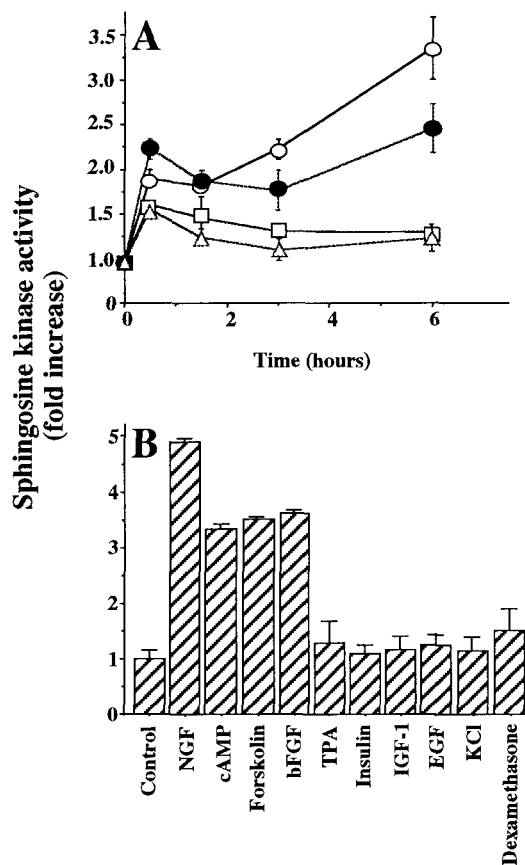 Sphingosine kinase activity
(fold increase)
A
3.5
3.0
2.5
2.0
1.5
1.0
0
0 2 4 6
Time (hours)
B
5
4
3
2
1
0
Control
NGF
cAMP
Forskolin
bFGF
TPA
Insulin
IGF-1
EGF
KCl
Dexamethasone